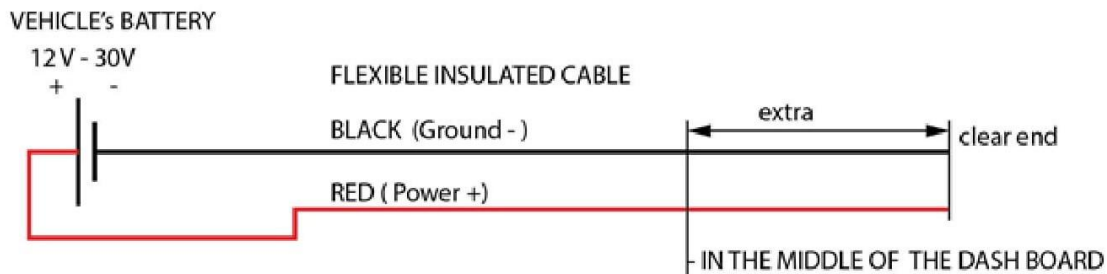 VEHICLE's BATTERY
12V - 30V
+ -
FLEXIBLE INSULATED CABLE
BLACK (Ground - )
extra
clear end
RED ( Power +)
- IN THE MIDDLE OF THE DASH BOARD